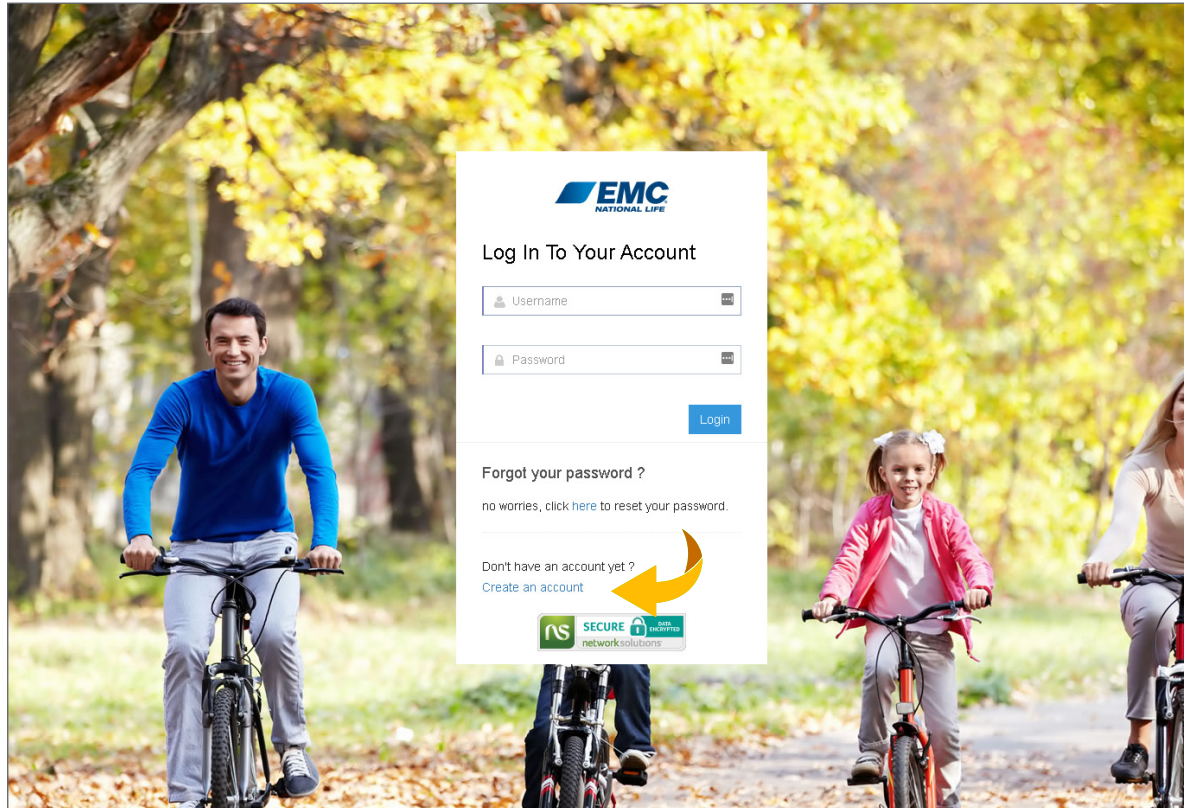 EMC
NATIONAL LIFE
Log In To Your Account
Username
Password
Login
Forgot your password ?
no worries, click here to reset your password.
Don't have an account yet ?
Create an account
ns SECURE DATA ENCRYPTED
networksolutions